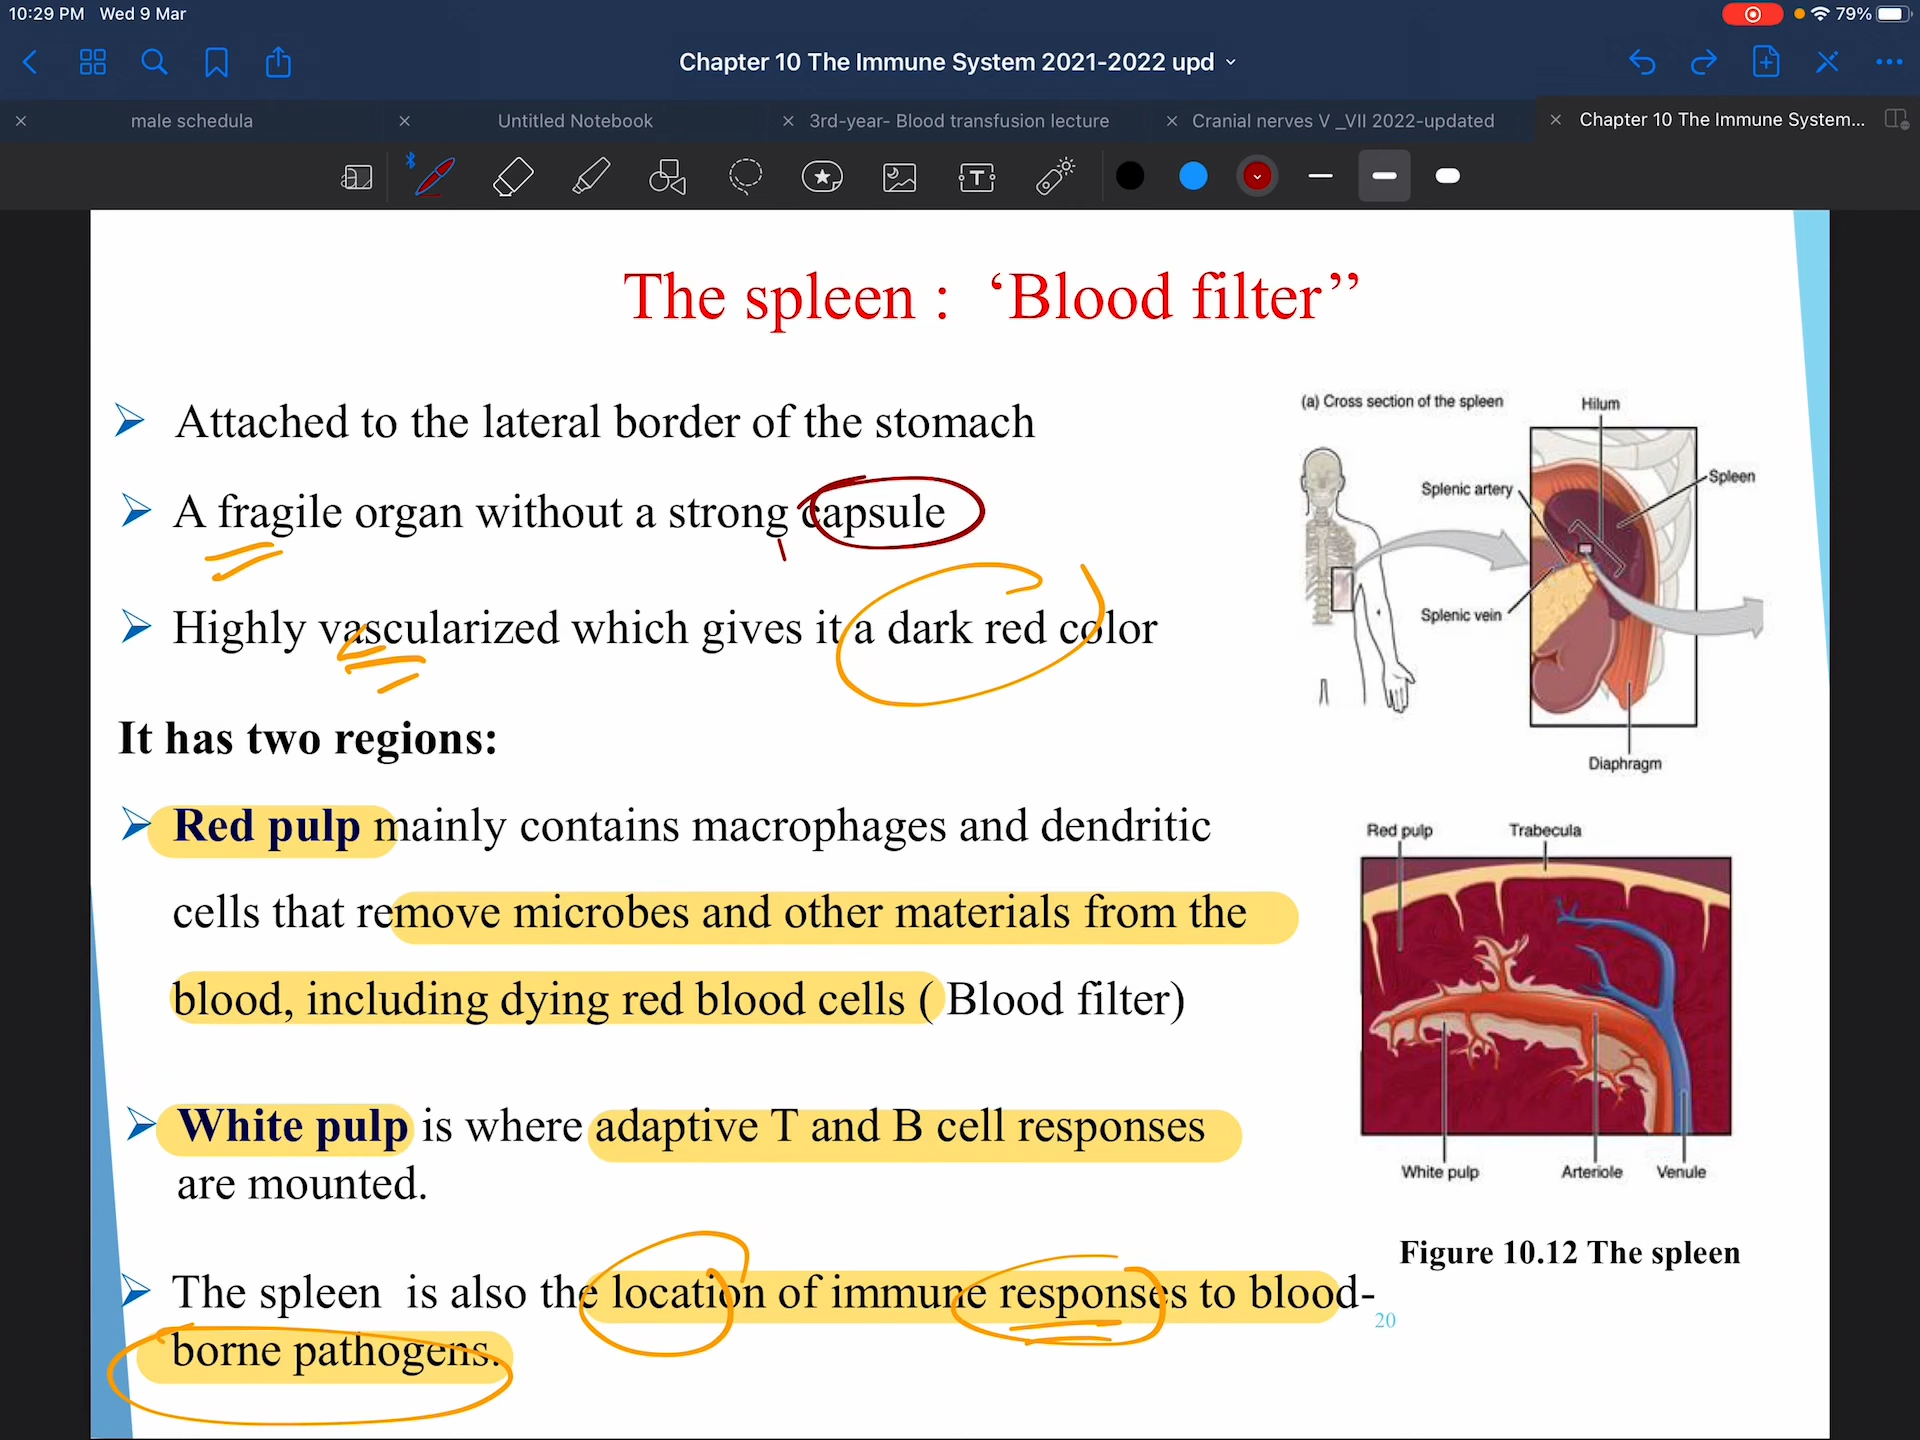 10:29 PM Wed 9 Mar
79%
Chapter 10 The Immune System 2021-2022 upd
male schedula
Untitled Notebook
3rd-year- Blood transfusion lecture
Cranial nerves V _VII 2022-updated
Chapter 10 The Immune System...
The spleen : ‘Blood filter’’
Attached to the lateral border of the stomach
A fragile organ without a strong capsule
Highly vascularized which gives it a dark red color
It has two regions:
Red pulp mainly contains macrophages and dendritic
cells that remove microbes and other materials from the
blood, including dying red blood cells ( Blood filter)
White pulp is where adaptive T and B cell responses
are mounted.
The spleen is also the location of immune responses to blood-
borne pathogens.
(a) Cross section of the spleen
Hilum
Spleen
Splenic artery
Splenic vein
Diaphragm
Red pulp
Trabecula
White pulp
Arteriole
Venule
Figure 10.12 The spleen
20